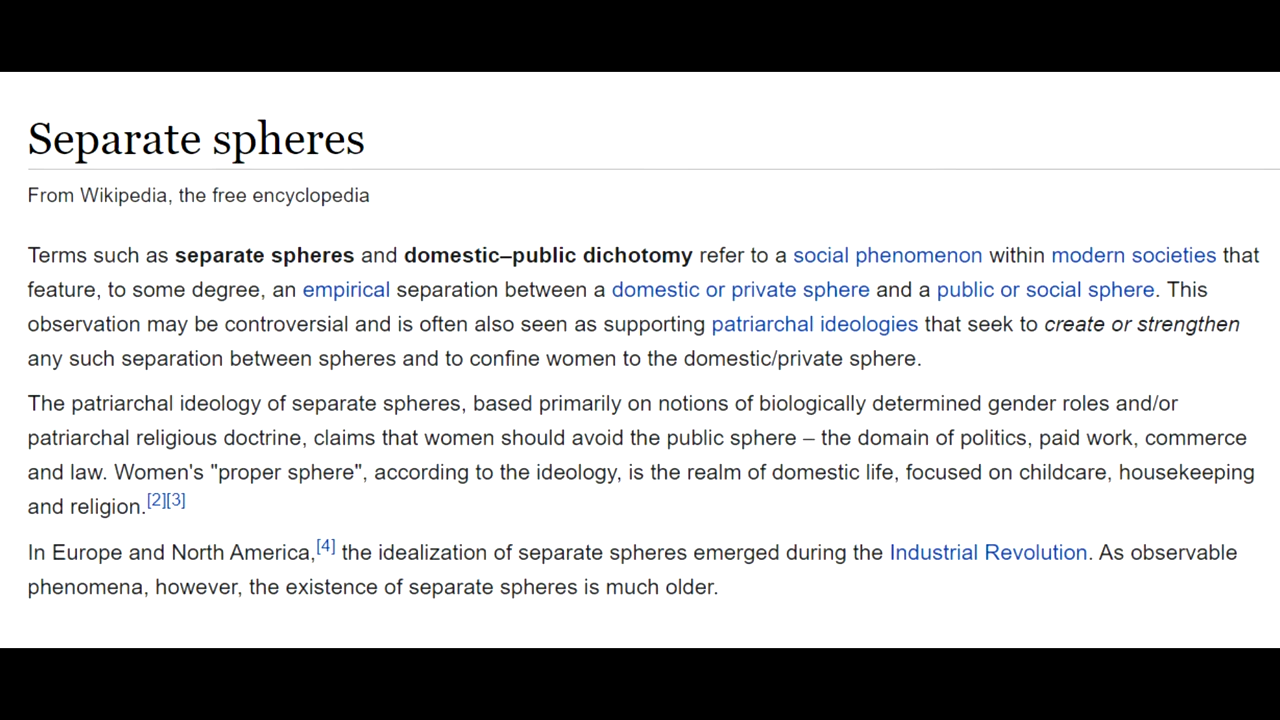 Separate spheres
From Wikipedia, the free encyclopedia
Terms such as separate spheres and domestic–public dichotomy refer to a social phenomenon within modern societies that
feature, to some degree, an empirical separation between a domestic or private sphere and a public or social sphere. This
observation may be controversial and is often also seen as supporting patriarchal ideologies that seek to create or strengthen
any such separation between spheres and to confine women to the domestic/private sphere.
The patriarchal ideology of separate spheres, based primarily on notions of biologically determined gender roles and/or
patriarchal religious doctrine, claims that women should avoid the public sphere – the domain of politics, paid work, commerce
and law. Women's "proper sphere", according to the ideology, is the realm of domestic life, focused on childcare, housekeeping
and religion.[2][3]
In Europe and North America,[4] the idealization of separate spheres emerged during the Industrial Revolution. As observable
phenomena, however, the existence of separate spheres is much older.